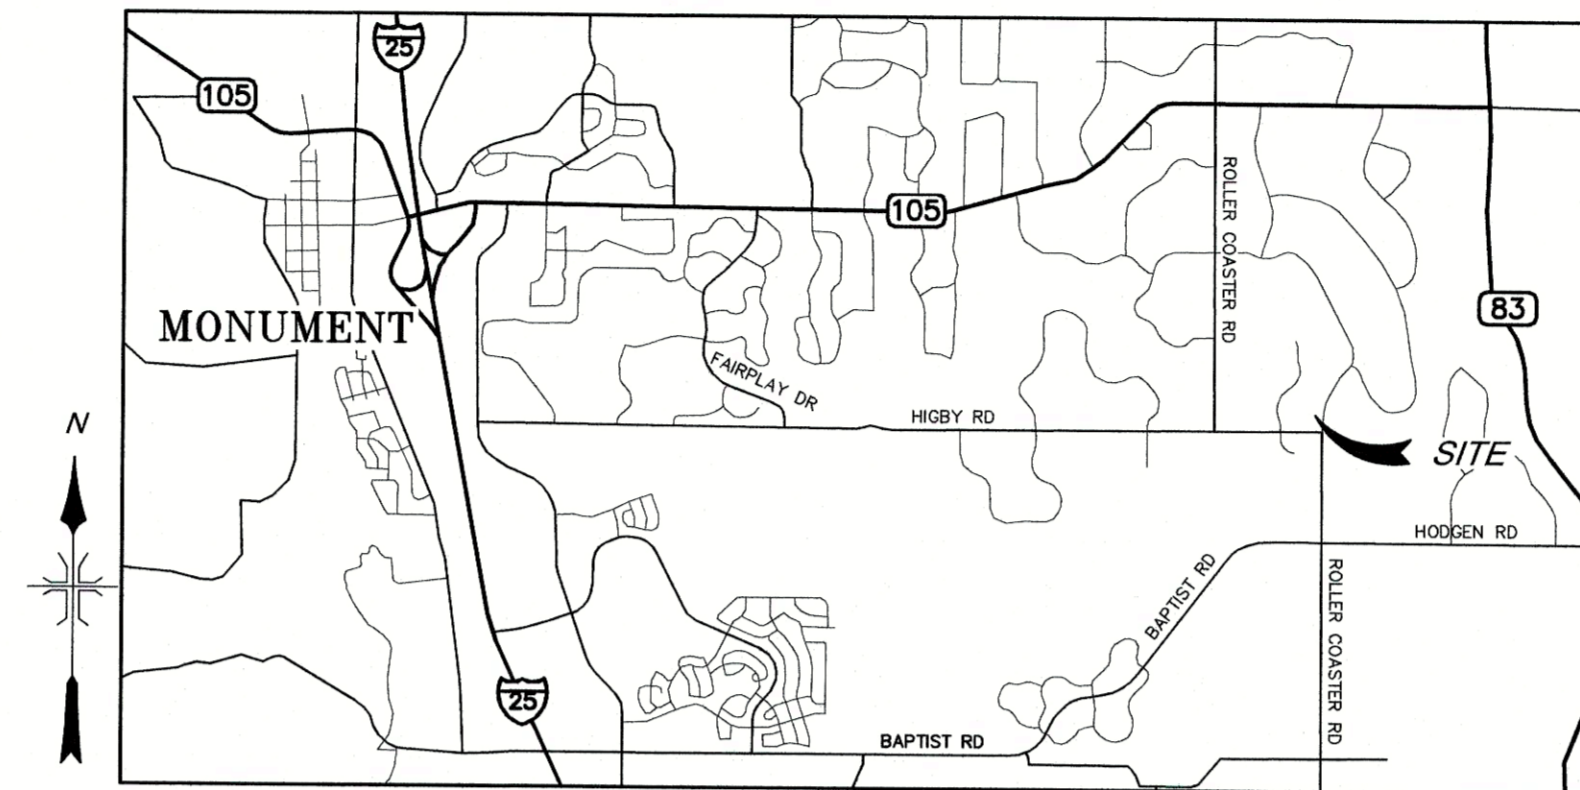 25
105
105
ROLLER COASTER RD
83
MONUMENT
FAIRPLAY DR
HIGBY RD
N
SITE
HODGEN RD
BAPTIST RD
ROLLER COASTER RD
25
BAPTIST RD